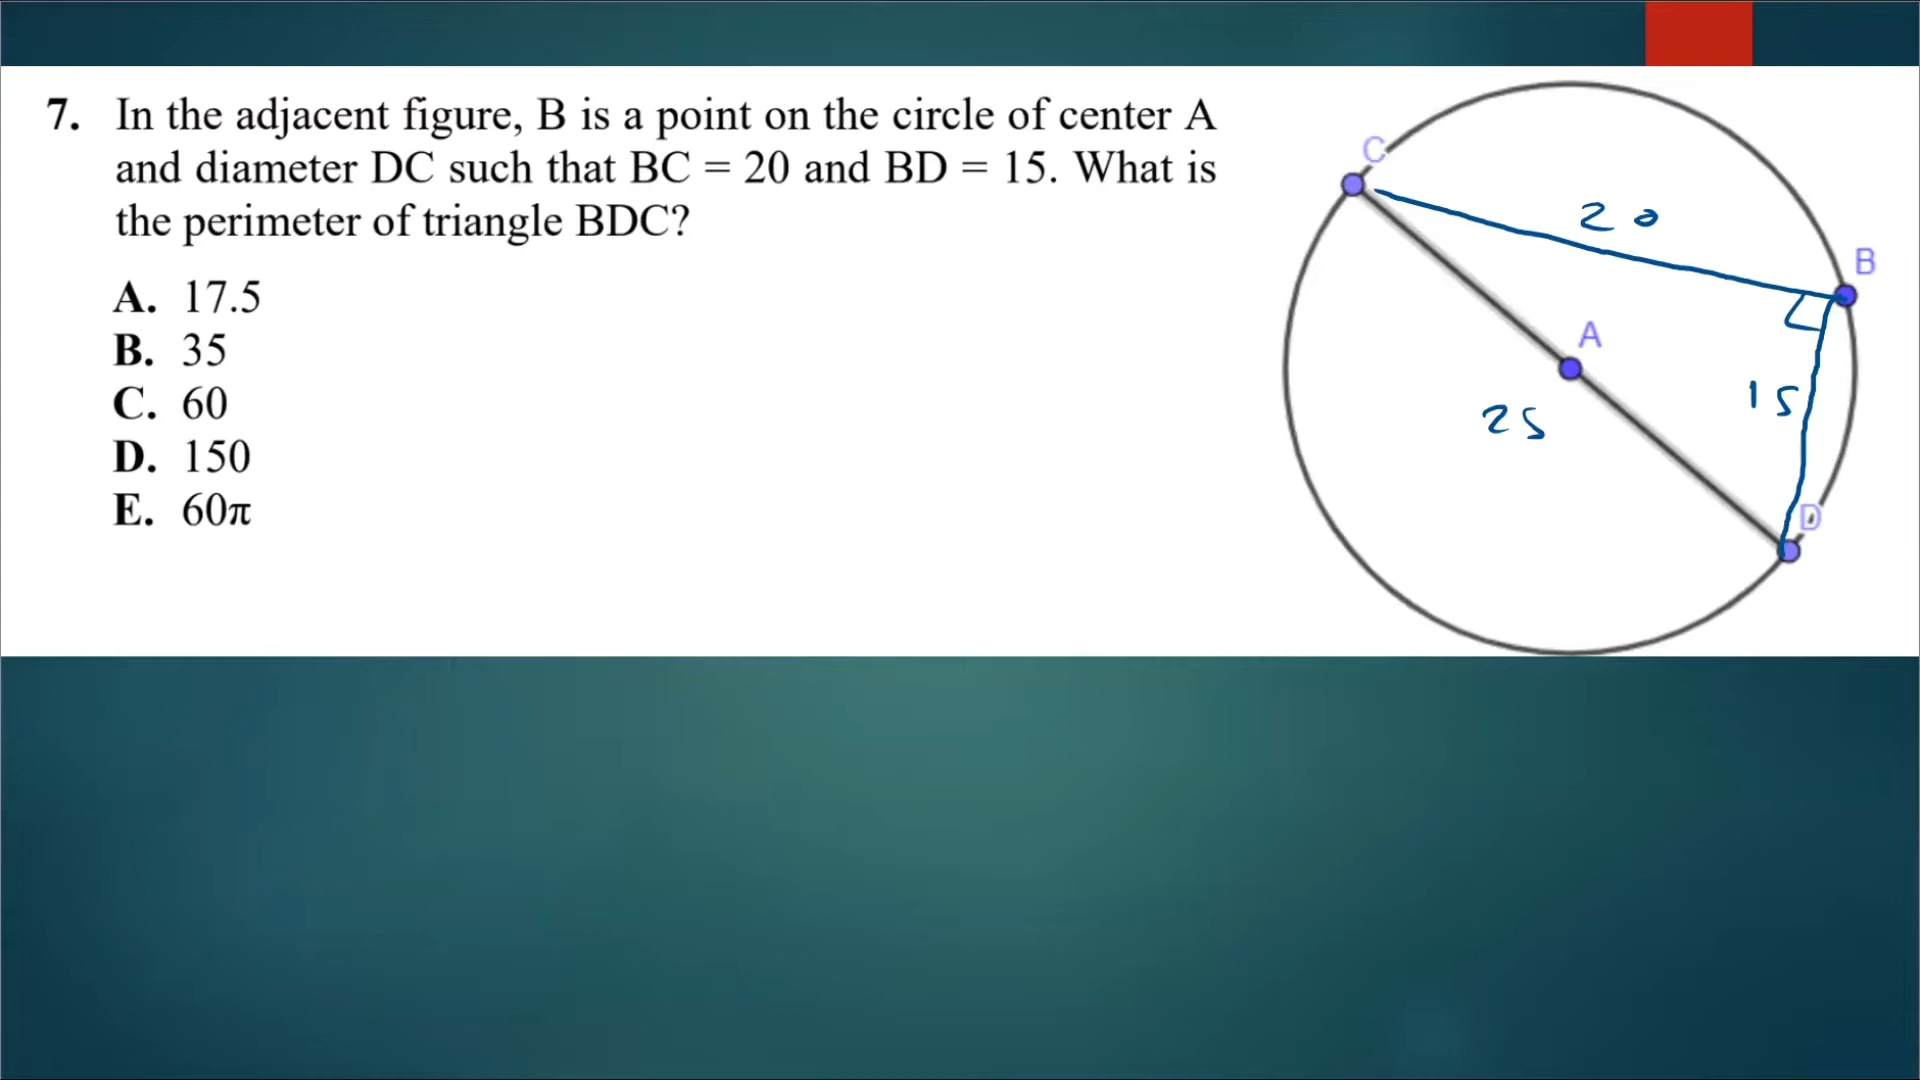 7. In the adjacent figure, B is a point on the circle of center A
and diameter DC such that BC = 20 and BD = 15. What is
the perimeter of triangle BDC?
A. 17.5
B. 35
C. 60
D. 150
E. 60π
C
20
B
A
15
25
D